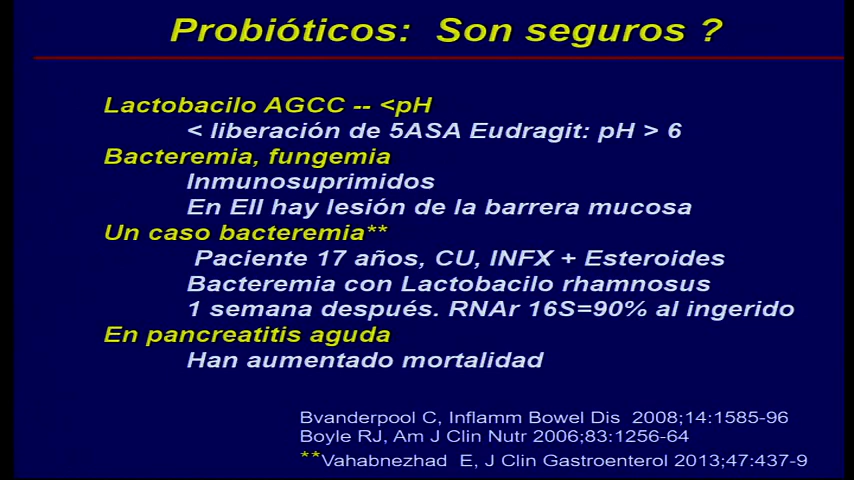 Probióticos: Son seguros ?
Lactobacilo AGCC -- <pH
< liberación de 5ASA Eudragit: pH > 6
Bacteremia, fungemia
Inmunosuprimidos
En EII hay lesión de la barrera mucosa
Un caso bacteremia**
Paciente 17 años, CU, INFX + Esteroides
Bacteremia con Lactobacilo rhamnosus
1 semana después. RNAr 16S=90% al ingerido
En pancreatitis aguda
Han aumentado mortalidad
Bvanderpool C, Inflamm Bowel Dis 2008;14:1585-96
Boyle RJ, Am J Clin Nutr 2006;83:1256-64
**Vahabnezhad E, J Clin Gastroenterol 2013;47:437-9